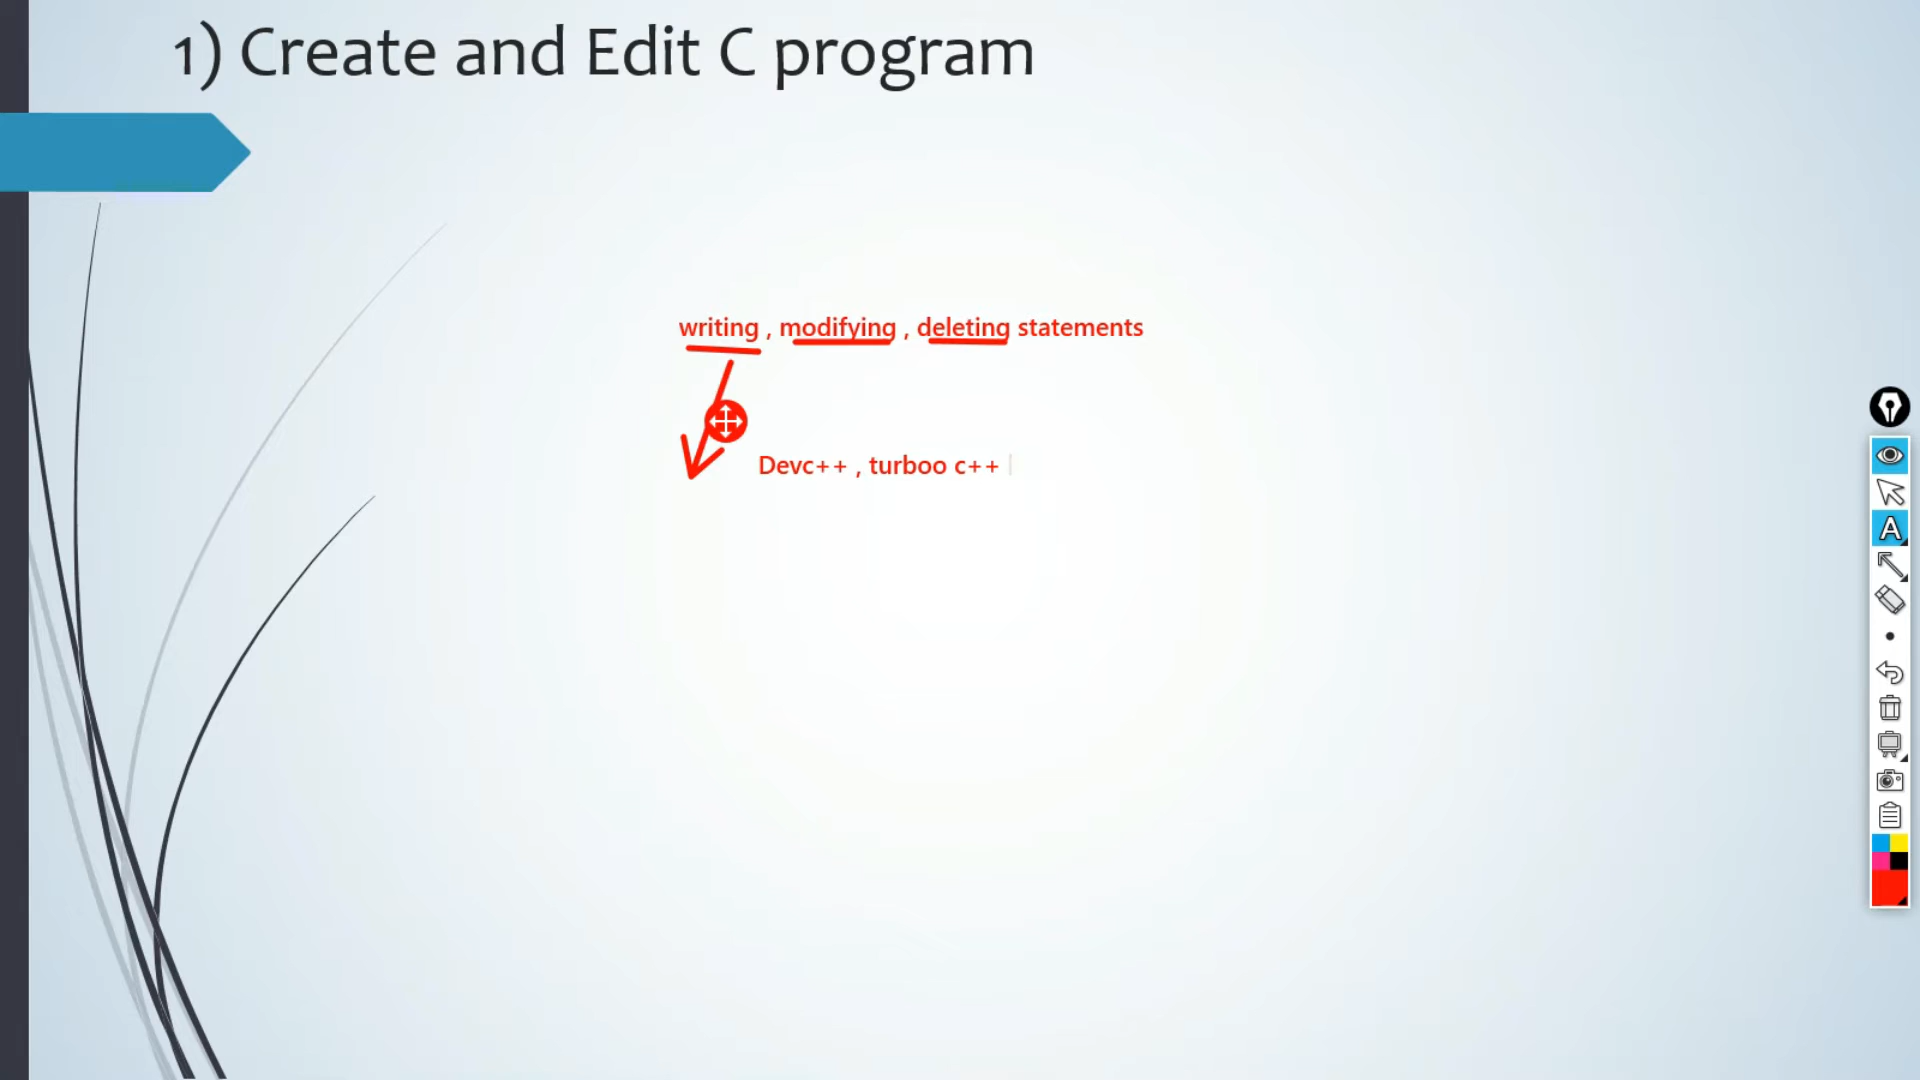 1) Create and Edit C program
writing , modifying , deleting statements
Devc++ , turboo c++
A